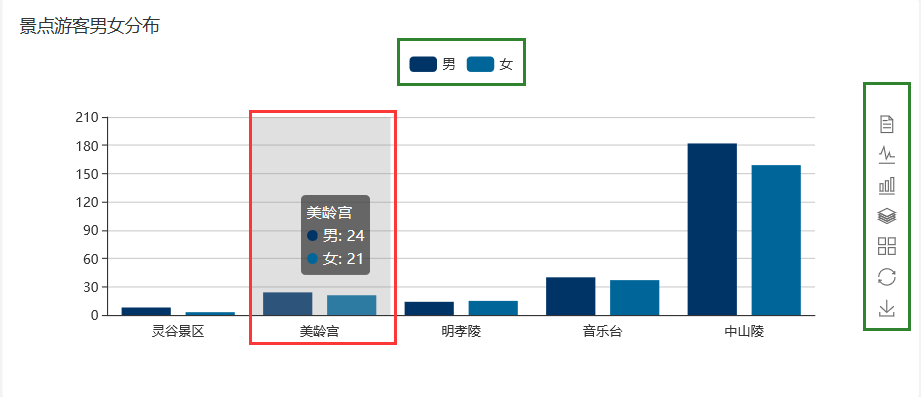 景点游客男女分布
男 女
210
180
150
120
90
60
30
0
美龄宫
男: 24
女: 21
灵谷景区 美龄宫 明孝陵 音乐台 中山陵